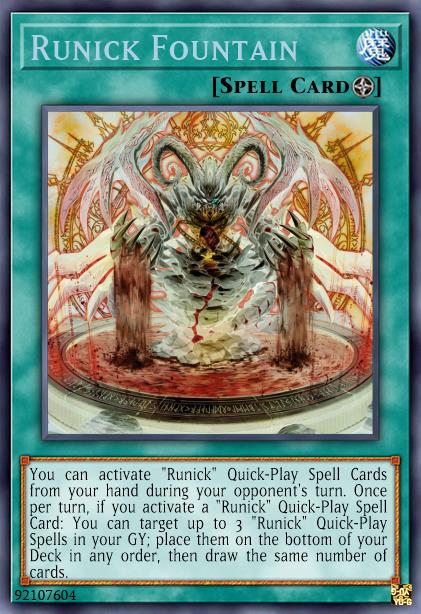 Runick Fountain
魔
[Spell Card]
You can activate "Runick" Quick-Play Spell Cards
from your hand during your opponent's turn. Once
per turn, if you activate a "Runick" Quick-Play Spell
Card: You can target up to 3 "Runick" Quick-Play
Spells in your GY; place them on the bottom of your
Deck in any order, then draw the same number of
cards.
92107604